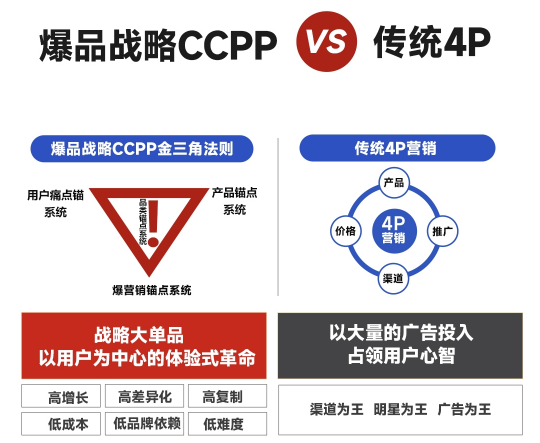 爆品战略CCPP VS 传统4P
爆品战略CCPP金三角法则
用户痛点锚
系统
产品锚点
系统
品类锚点系统
爆营销锚点系统
战略大单品
以用户为中心的体验式革命
高增长 高差异化 高复制
低成本 低品牌依赖 低难度
传统4P营销
产品
价格
4P
营销
推广
渠道
以大量的广告投入
占领用户心智
渠道为王 明星为王 广告为王